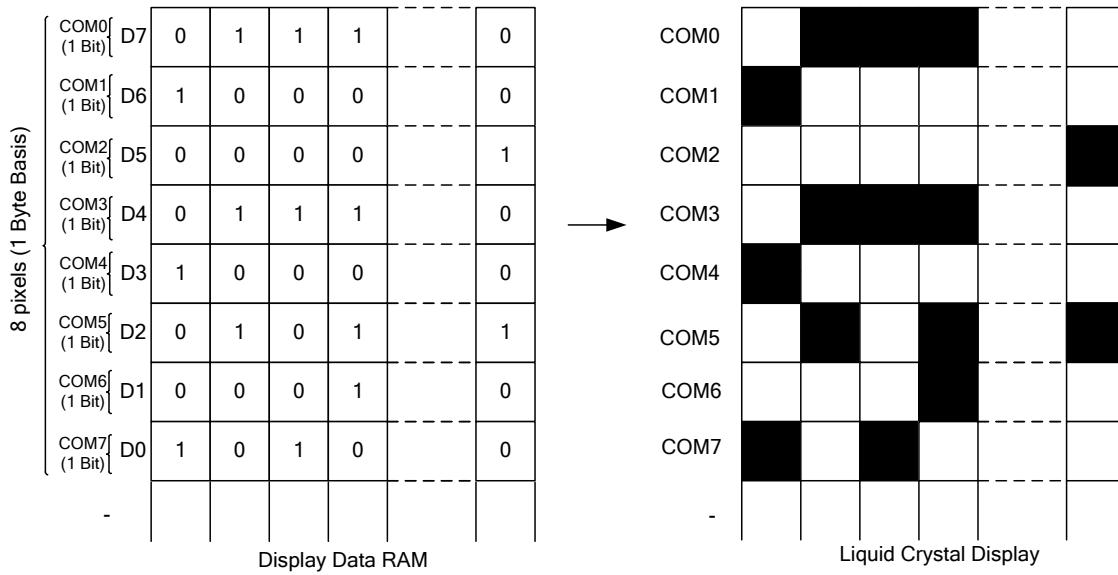 8 pixels (1 Byte Basis)
COM0 (1 Bit) D7 0 1 1 1 0
COM1 (1 Bit) D6 1 0 0 0 0
COM2 (1 Bit) D5 0 0 0 0 1
COM3 (1 Bit) D4 0 1 1 1 0
COM4 (1 Bit) D3 1 0 0 0 0
COM5 (1 Bit) D2 0 1 0 1 1
COM6 (1 Bit) D1 0 0 0 1 0
COM7 (1 Bit) D0 1 0 1 0 0
-
Display Data RAM
COM0
COM1
COM2
COM3
COM4
COM5
COM6
COM7
-
Liquid Crystal Display